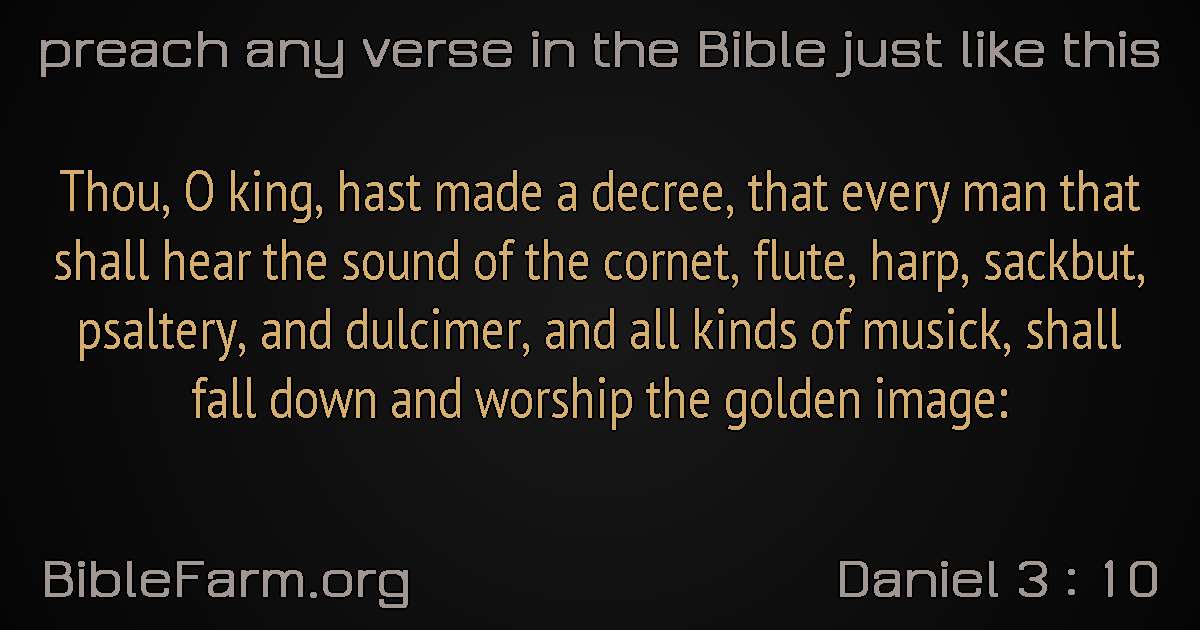 preach any verse in the Bible just like this
Thou, O king, hast made a decree, that every man that
shall hear the sound of the cornet, flute, harp, sackbut,
psaltery, and dulcimer, and all kinds of musick, shall
fall down and worship the golden image:
BibleFarm.org
Daniel 3 : 10